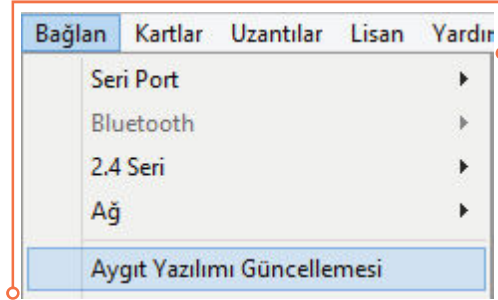 Bağlan Kartlar Uzantılar Lisan
Seri Port
Bluetooth
2.4 Seri
Ağ
Aygıt Yazılımı Güncellemesi